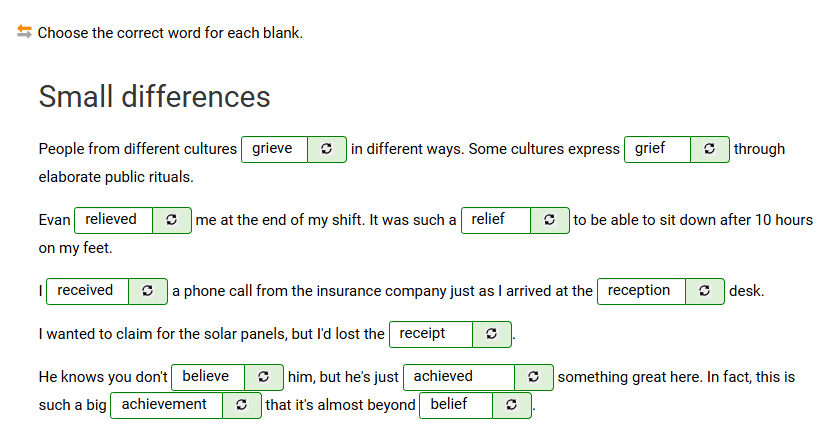 Choose the correct word for each blank.
Small differences
People from different cultures grieve in different ways. Some cultures express grief through
elaborate public rituals.
Evan relieved me at the end of my shift. It was such a relief to be able to sit down after 10 hours
on my feet.
I received a phone call from the insurance company just as I arrived at the reception desk.
I wanted to claim for the solar panels, but I'd lost the receipt.
He knows you don't believe him, but he's just achieved something great here. In fact, this is
such a big achievement that it's almost beyond belief.